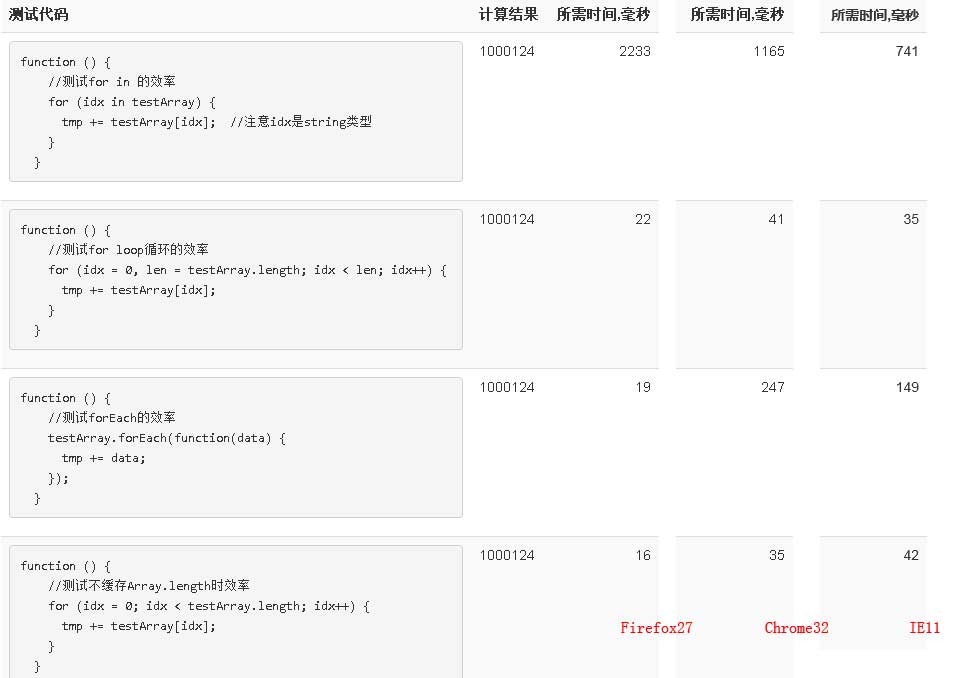 测试代码 计算结果 所需时间,毫秒 所需时间,毫秒 所需时间,毫秒
function () { 1000124 2233 1165 741
//测试for in 的效率
for (idx in testArray) {
tmp += testArray[idx]; //注意idx是string类型
}
}
function () { 1000124 22 41 35
//测试for loop循环的效率
for (idx = 0, len = testArray.length; idx < len; idx++) {
tmp += testArray[idx];
}
}
function () { 1000124 19 247 149
//测试forEach的效率
testArray.forEach(function(data) {
tmp += data;
});
}
function () { 1000124 16 35 42
//测试不缓存Array.length时效率
for (idx = 0; idx < testArray.length; idx++) {
tmp += testArray[idx]; Firefox27 Chrome32 IE11
}
}